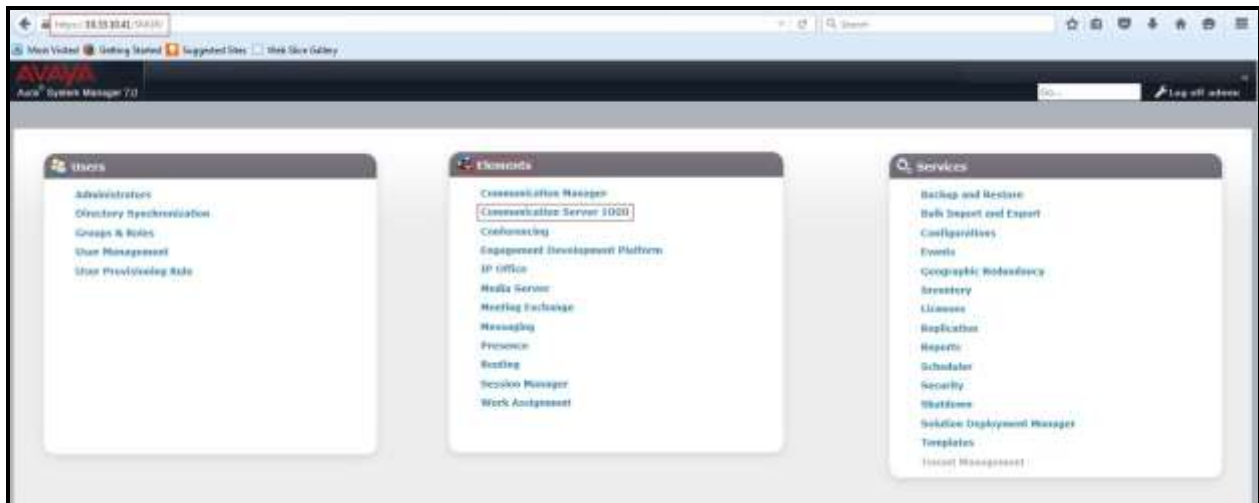 https://10.33.10.41/SMGR/
Search
Most Visited Getting Started Suggested Sites Web Slice Gallery
AVAYA
Aura® System Manager 7.0
Go...
Log off admin
Users
Administrators
Directory Synchronization
Groups & Roles
User Management
User Provisioning Rule
Elements
Communication Manager
Communication Server 1000
Conferencing
Engagement Development Platform
IP Office
Media Server
Meeting Exchange
Messaging
Presence
Routing
Session Manager
Work Assignment
Services
Backup and Restore
Bulk Import and Export
Configurations
Events
Geographic Redundancy
Inventory
Licenses
Replication
Reports
Scheduler
Security
Shutdown
Solution Deployment Manager
Templates
Tenant Management